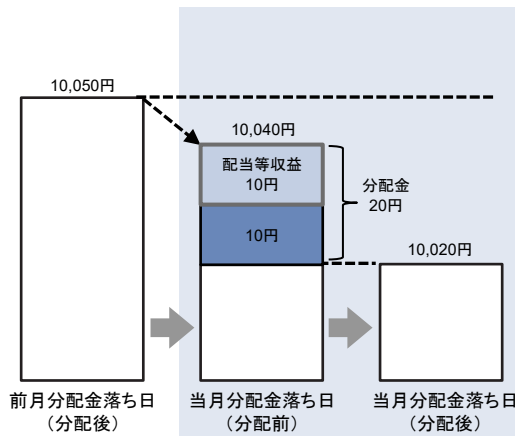 10,050円
10,040円
配当等収益
10円
分配金
20円
10円
10,020円
前月分配金落ち日
（分配後）
当月分配金落ち日
（分配前）
当月分配金落ち日
（分配後）